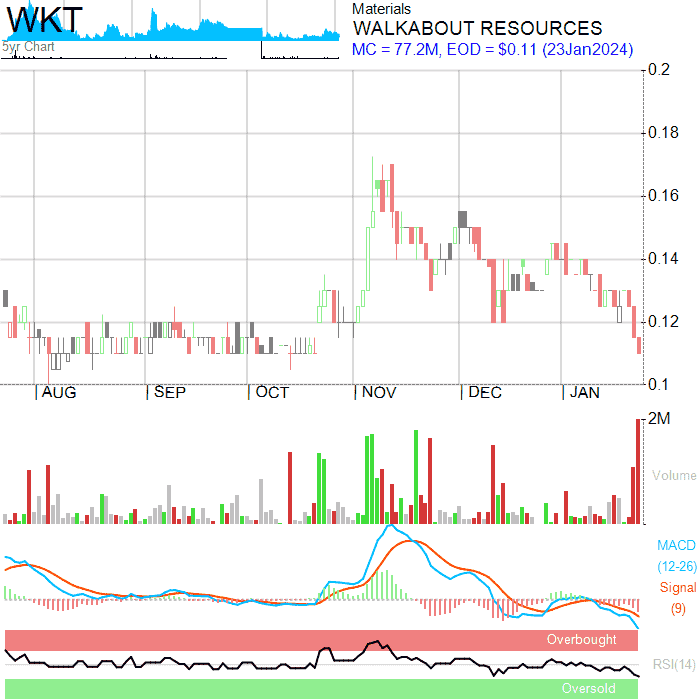 WKT
5yr Chart
Materials
WALKABOUT RESOURCES
MC = 77.2M, EOD = $0.11 (23Jan2024)
0.2
0.18
0.16
0.14
0.12
0.1
AUG SEP OCT NOV DEC JAN
2M
Volume
MACD
(12-26)
Signal
(9)
Overbought
RSI(14)
Oversold